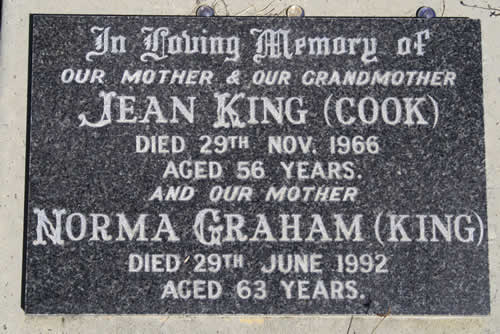 In Loving Memory of
OUR MOTHER & OUR GRANDMOTHER
JEAN KING (COOK)
DIED 29TH NOV. 1966
AGED 56 YEARS.
AND OUR MOTHER
NORMA GRAHAM (KING)
DIED 29TH JUNE 1992
AGED 63 YEARS.